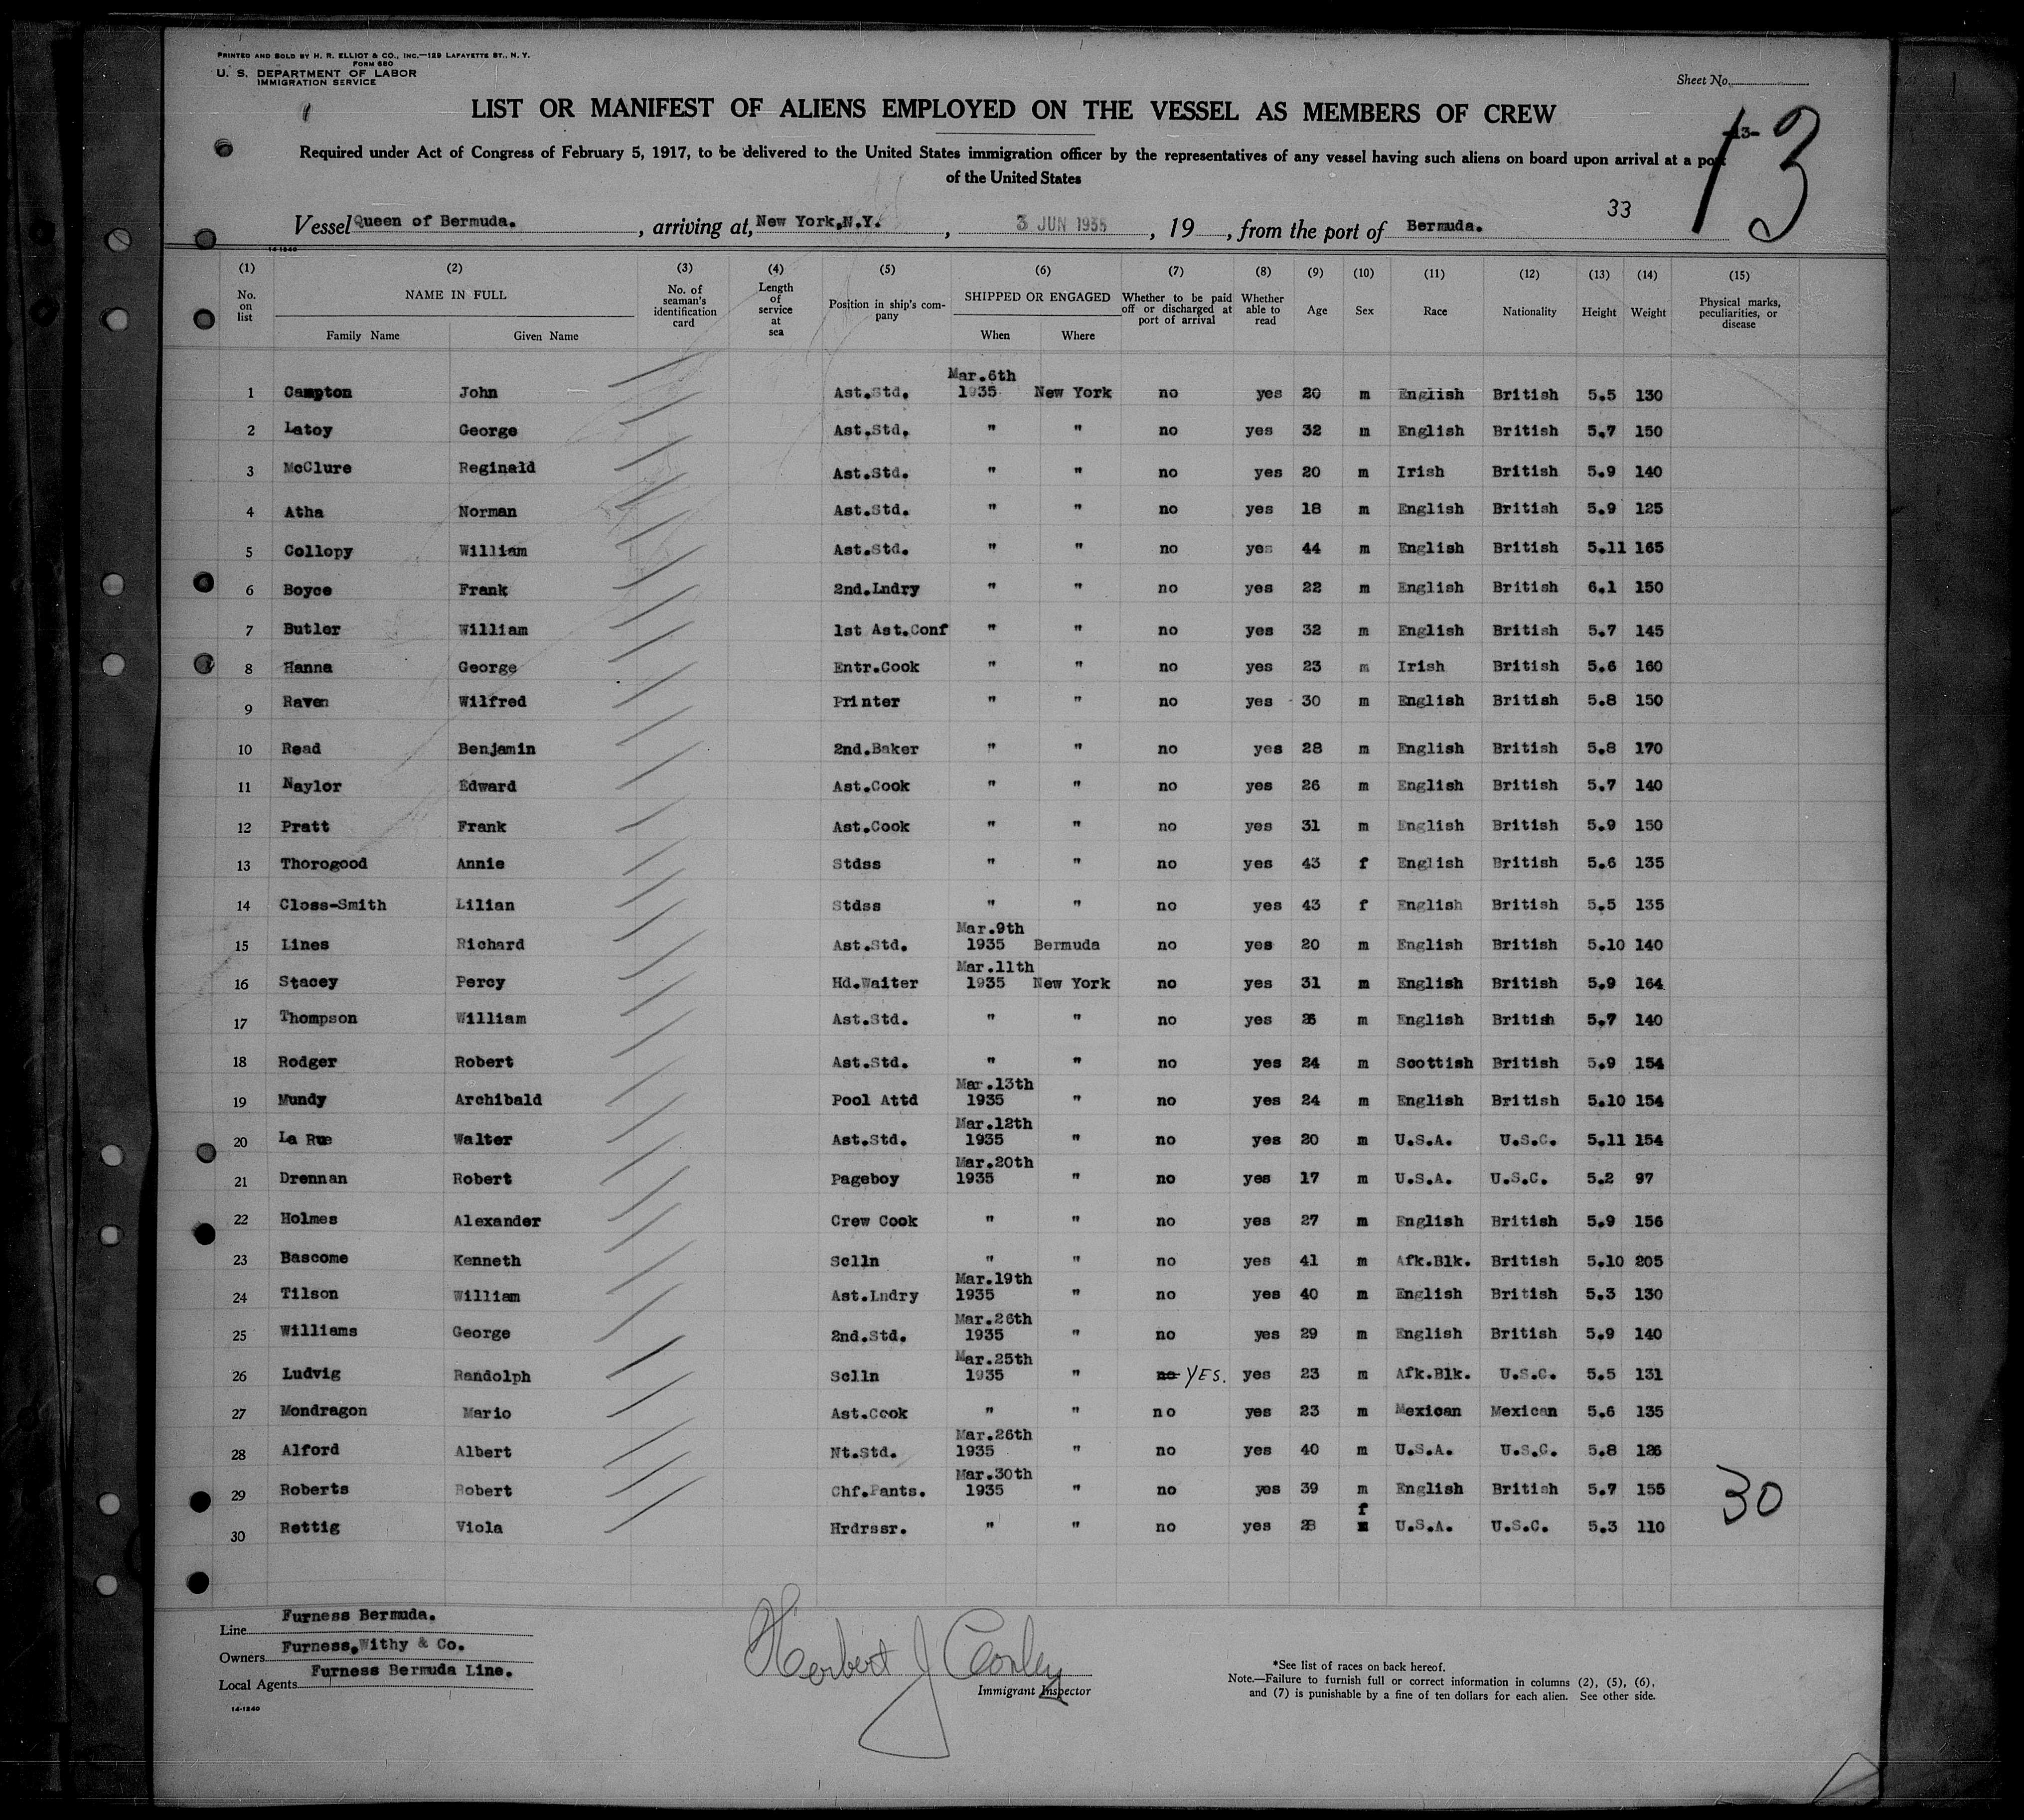 PRINTED AND SOLD BY H. R. ELLIOT & CO., INC.—129 LAFAYETTE ST., N. Y.
FORM 680
U. S. DEPARTMENT OF LABOR
IMMIGRATION SERVICE
Sheet No.
LIST OR MANIFEST OF ALIENS EMPLOYED ON THE VESSEL AS MEMBERS OF CREW
-13-
13
Required under Act of Congress of February 5, 1917, to be delivered to the United States immigration officer by the representatives of any vessel having such aliens on board upon arrival at a port
of the United States
33
Vessel Queen of Bermuda. , arriving at, New York,N.Y. , 3 JUN 1935 , 19 , from the port of Bermuda.
14-1240
(1) (2) (3) (4) (5) (6) (7) (8) (9) (10) (11) (12) (13) (14) (15)
No. on list NAME IN FULL Family Name Given Name No. of seaman's identification card Length of service at sea Position in ship's company SHIPPED OR ENGAGED When Where Whether to be paid off or discharged at port of arrival Whether able to read Age Sex Race Nationality Height Weight Physical marks, peculiarities, or disease
Mar.6th
1 Campton John Ast.Std. 1935 New York no yes 20 m English British 5.5 130
2 Latoy George Ast.Std. " " no yes 32 m English British 5.7 150
3 McClure Reginald Ast.Std. " " no yes 20 m Irish British 5.9 140
4 Atha Norman Ast.Std. " " no yes 18 m English British 5.9 125
5 Collopy William Ast.Std. " " no yes 44 m English British 5.11 165
6 Boyce Frank 2nd.Lndry " " no yes 22 m English British 6.1 150
7 Butler William 1st Ast.Conf " " no yes 32 m English British 5.7 145
8 Hanna George Entr.Cook " " no yes 23 m Irish British 5.6 160
9 Raven Wilfred Printer " " no yes 30 m English British 5.8 150
10 Read Benjamin 2nd.Baker " " no yes 28 m English British 5.8 170
11 Naylor Edward Ast.Cook " " no yes 26 m English British 5.7 140
12 Pratt Frank Ast.Cook " " no yes 31 m English British 5.9 150
13 Thorogood Annie Stdss " " no yes 43 f English British 5.6 135
14 Closs-Smith Lilian Stdss " " no yes 43 f English British 5.5 135
Mar.9th
15 Lines Richard Ast.Std. 1935 Bermuda no yes 20 m English British 5.10 140
Mar.11th
16 Stacey Percy Hd.Waiter 1935 New York no yes 31 m English British 5.9 164
17 Thompson William Ast.Std. " " no yes m English British 5.7 140
18 Rodger Robert Ast.Std. " " no yes 24 m Scottish British 5.9 154
Mar.13th
19 Mundy Archibald Pool Attd 1935 " no yes 24 m English British 5.10 154
Mar.12th
20 La Rue Walter Ast.Std. 1935 " no yes 20 m U.S.A. U.S.C. 5.11 154
Mar.20th
21 Drennan Robert Pageboy 1935 " no yes 17 m U.S.A. U.S.C. 5.2 97
22 Holmes Alexander Crew Cook " " no yes 27 m English British 5.9 156
23 Bascome Kenneth Sclln " " no yes 41 m Afk.Blk. British 5.10 205
Mar.19th
24 Tilson William Ast.Lndry 1935 " no yes 40 m English British 5.3 130
Mar.26th
25 Williams George 2nd.Std. 1935 " no yes 29 m English British 5.9 140
Mar.25th
26 Ludvig Randolph Sclln 1935 " no YES. yes 23 m Afk.Blk. U.S.C. 5.5 131
27 Mondragon Mario Ast.Cook " " no yes 23 m Mexican Mexican 5.6 135
Mar.26th
28 Alford Albert Nt.Std. 1935 " no yes 40 m U.S.A. U.S.C. 5.8 126
Mar.30th
29 Roberts Robert Chf.Pants. 1935 " no yes 39 m English British 5.7 155
30
f
30 Rettig Viola Hrdrssr. " " no yes 28 m U.S.A. U.S.C. 5.3 110
Line Furness Bermuda.
Owners Furness,Withy & Co.
Local Agents Furness Bermuda Line.
14-1240
Herbert J Conley
Immigrant Inspector
*See list of races on back hereof.
Note.—Failure to furnish full or correct information in columns (2), (5), (6),
and (7) is punishable by a fine of ten dollars for each alien. See other side.